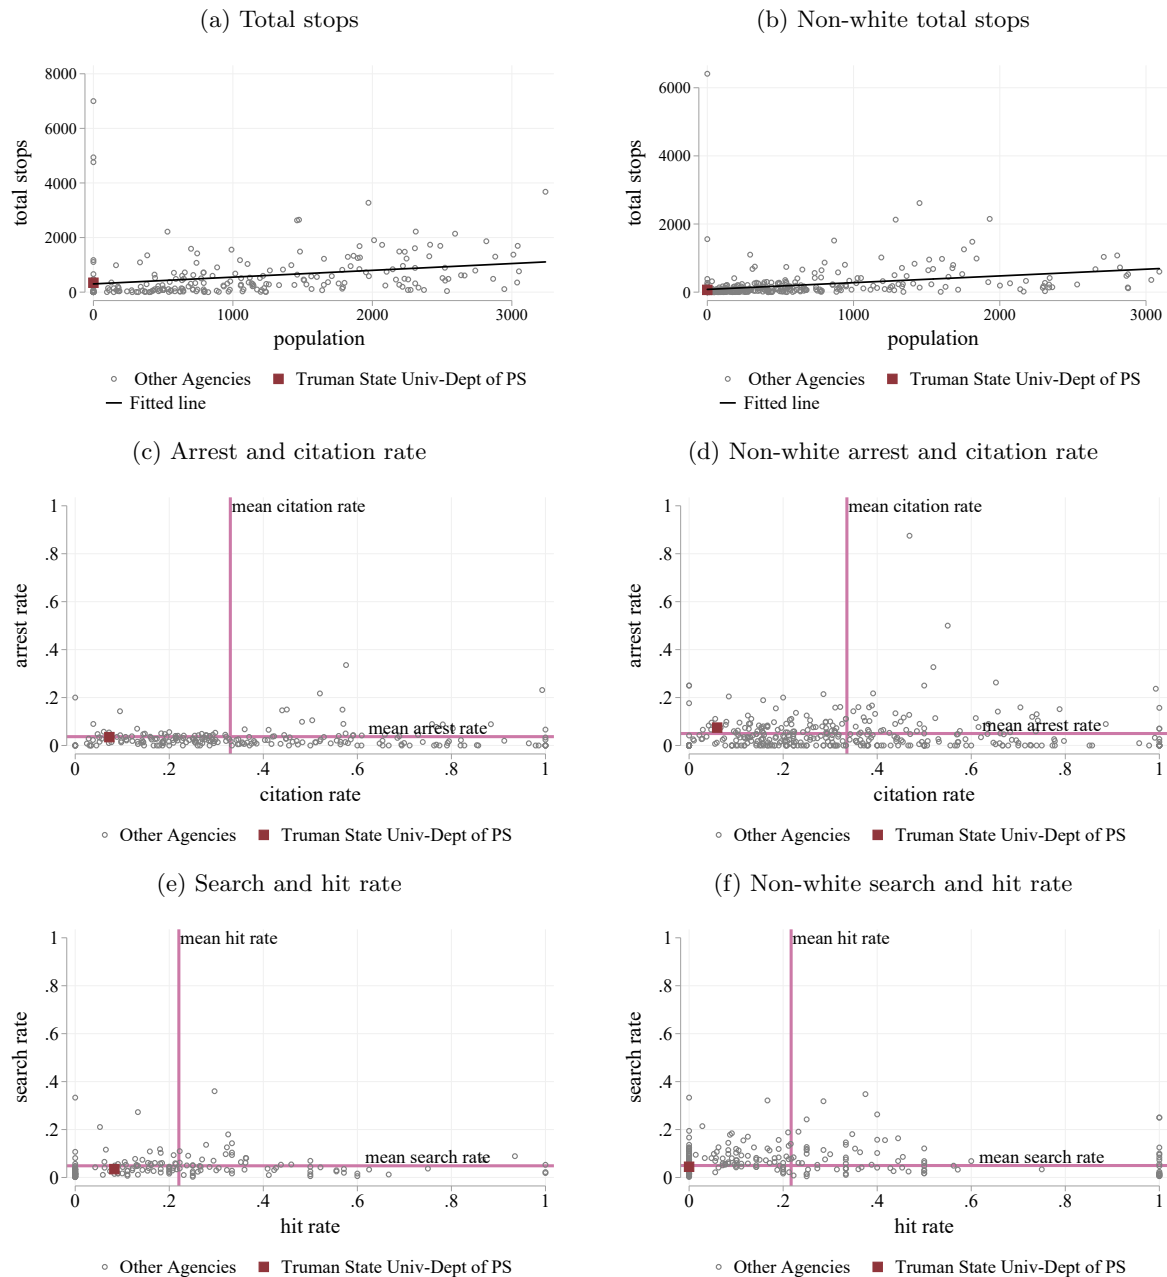 (a) Total stops
8000
6000
4000
2000
0
total stops
0 1000 2000 3000
population
Other Agencies Truman State Univ-Dept of PS
Fitted line
(b) Non-white total stops
6000
4000
2000
0
total stops
0 1000 2000 3000
population
Other Agencies Truman State Univ-Dept of PS
Fitted line
(c) Arrest and citation rate
mean citation rate
mean arrest rate
1
.8
.6
.4
.2
0
arrest rate
0 .2 .4 .6 .8 1
citation rate
Other Agencies Truman State Univ-Dept of PS
(d) Non-white arrest and citation rate
mean citation rate
mean arrest rate
1
.8
.6
.4
.2
0
arrest rate
0 .2 .4 .6 .8 1
citation rate
Other Agencies Truman State Univ-Dept of PS
(e) Search and hit rate
mean hit rate
mean search rate
1
.8
.6
.4
.2
0
search rate
0 .2 .4 .6 .8 1
hit rate
Other Agencies Truman State Univ-Dept of PS
(f) Non-white search and hit rate
mean hit rate
mean search rate
1
.8
.6
.4
.2
0
search rate
0 .2 .4 .6 .8 1
hit rate
Other Agencies Truman State Univ-Dept of PS